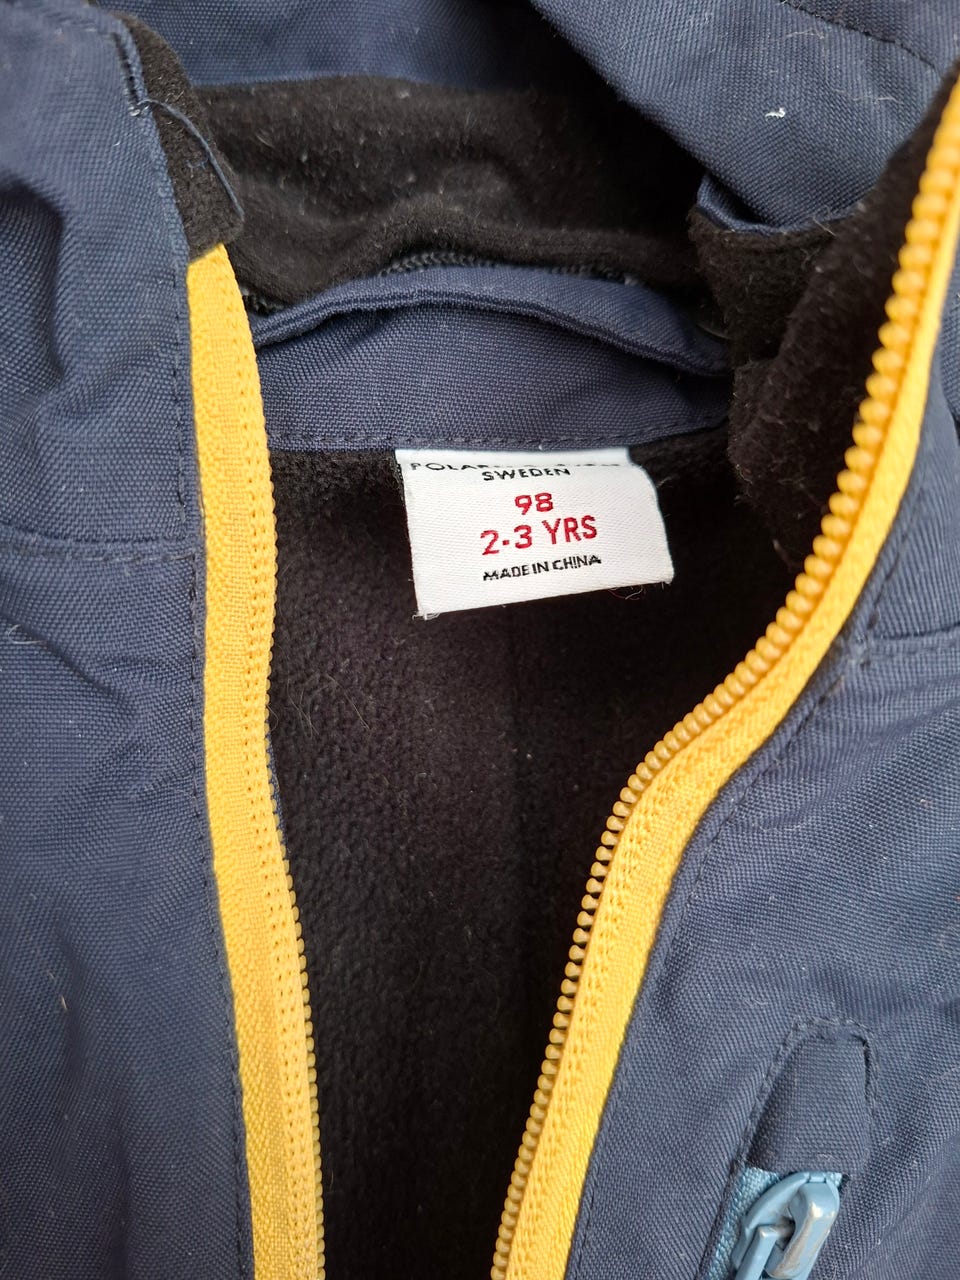 SWEDEN
98
2-3 YRS
MADE IN CHINA